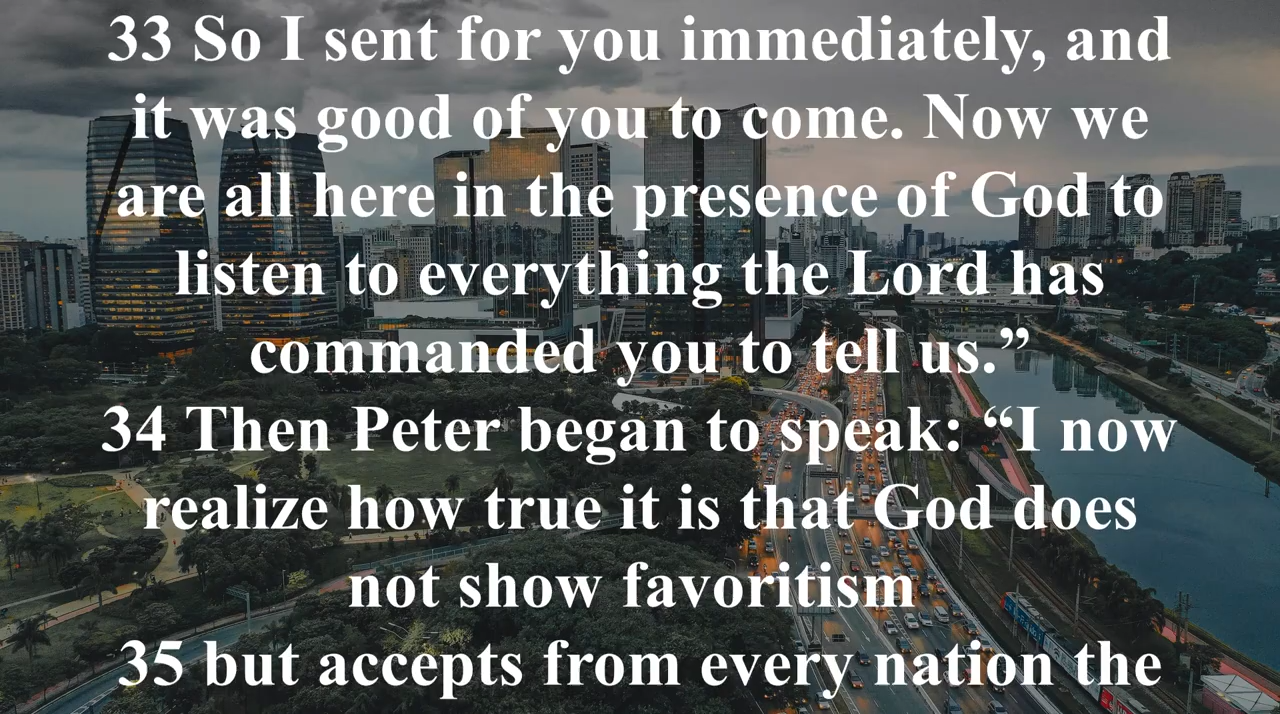 33 So I sent for you immediately, and
it was good of you to come. Now we
are all here in the presence of God to
listen to everything the Lord has
commanded you to tell us.”
34 Then Peter began to speak: “I now
realize how true it is that God does
not show favoritism
35 but accepts from every nation the